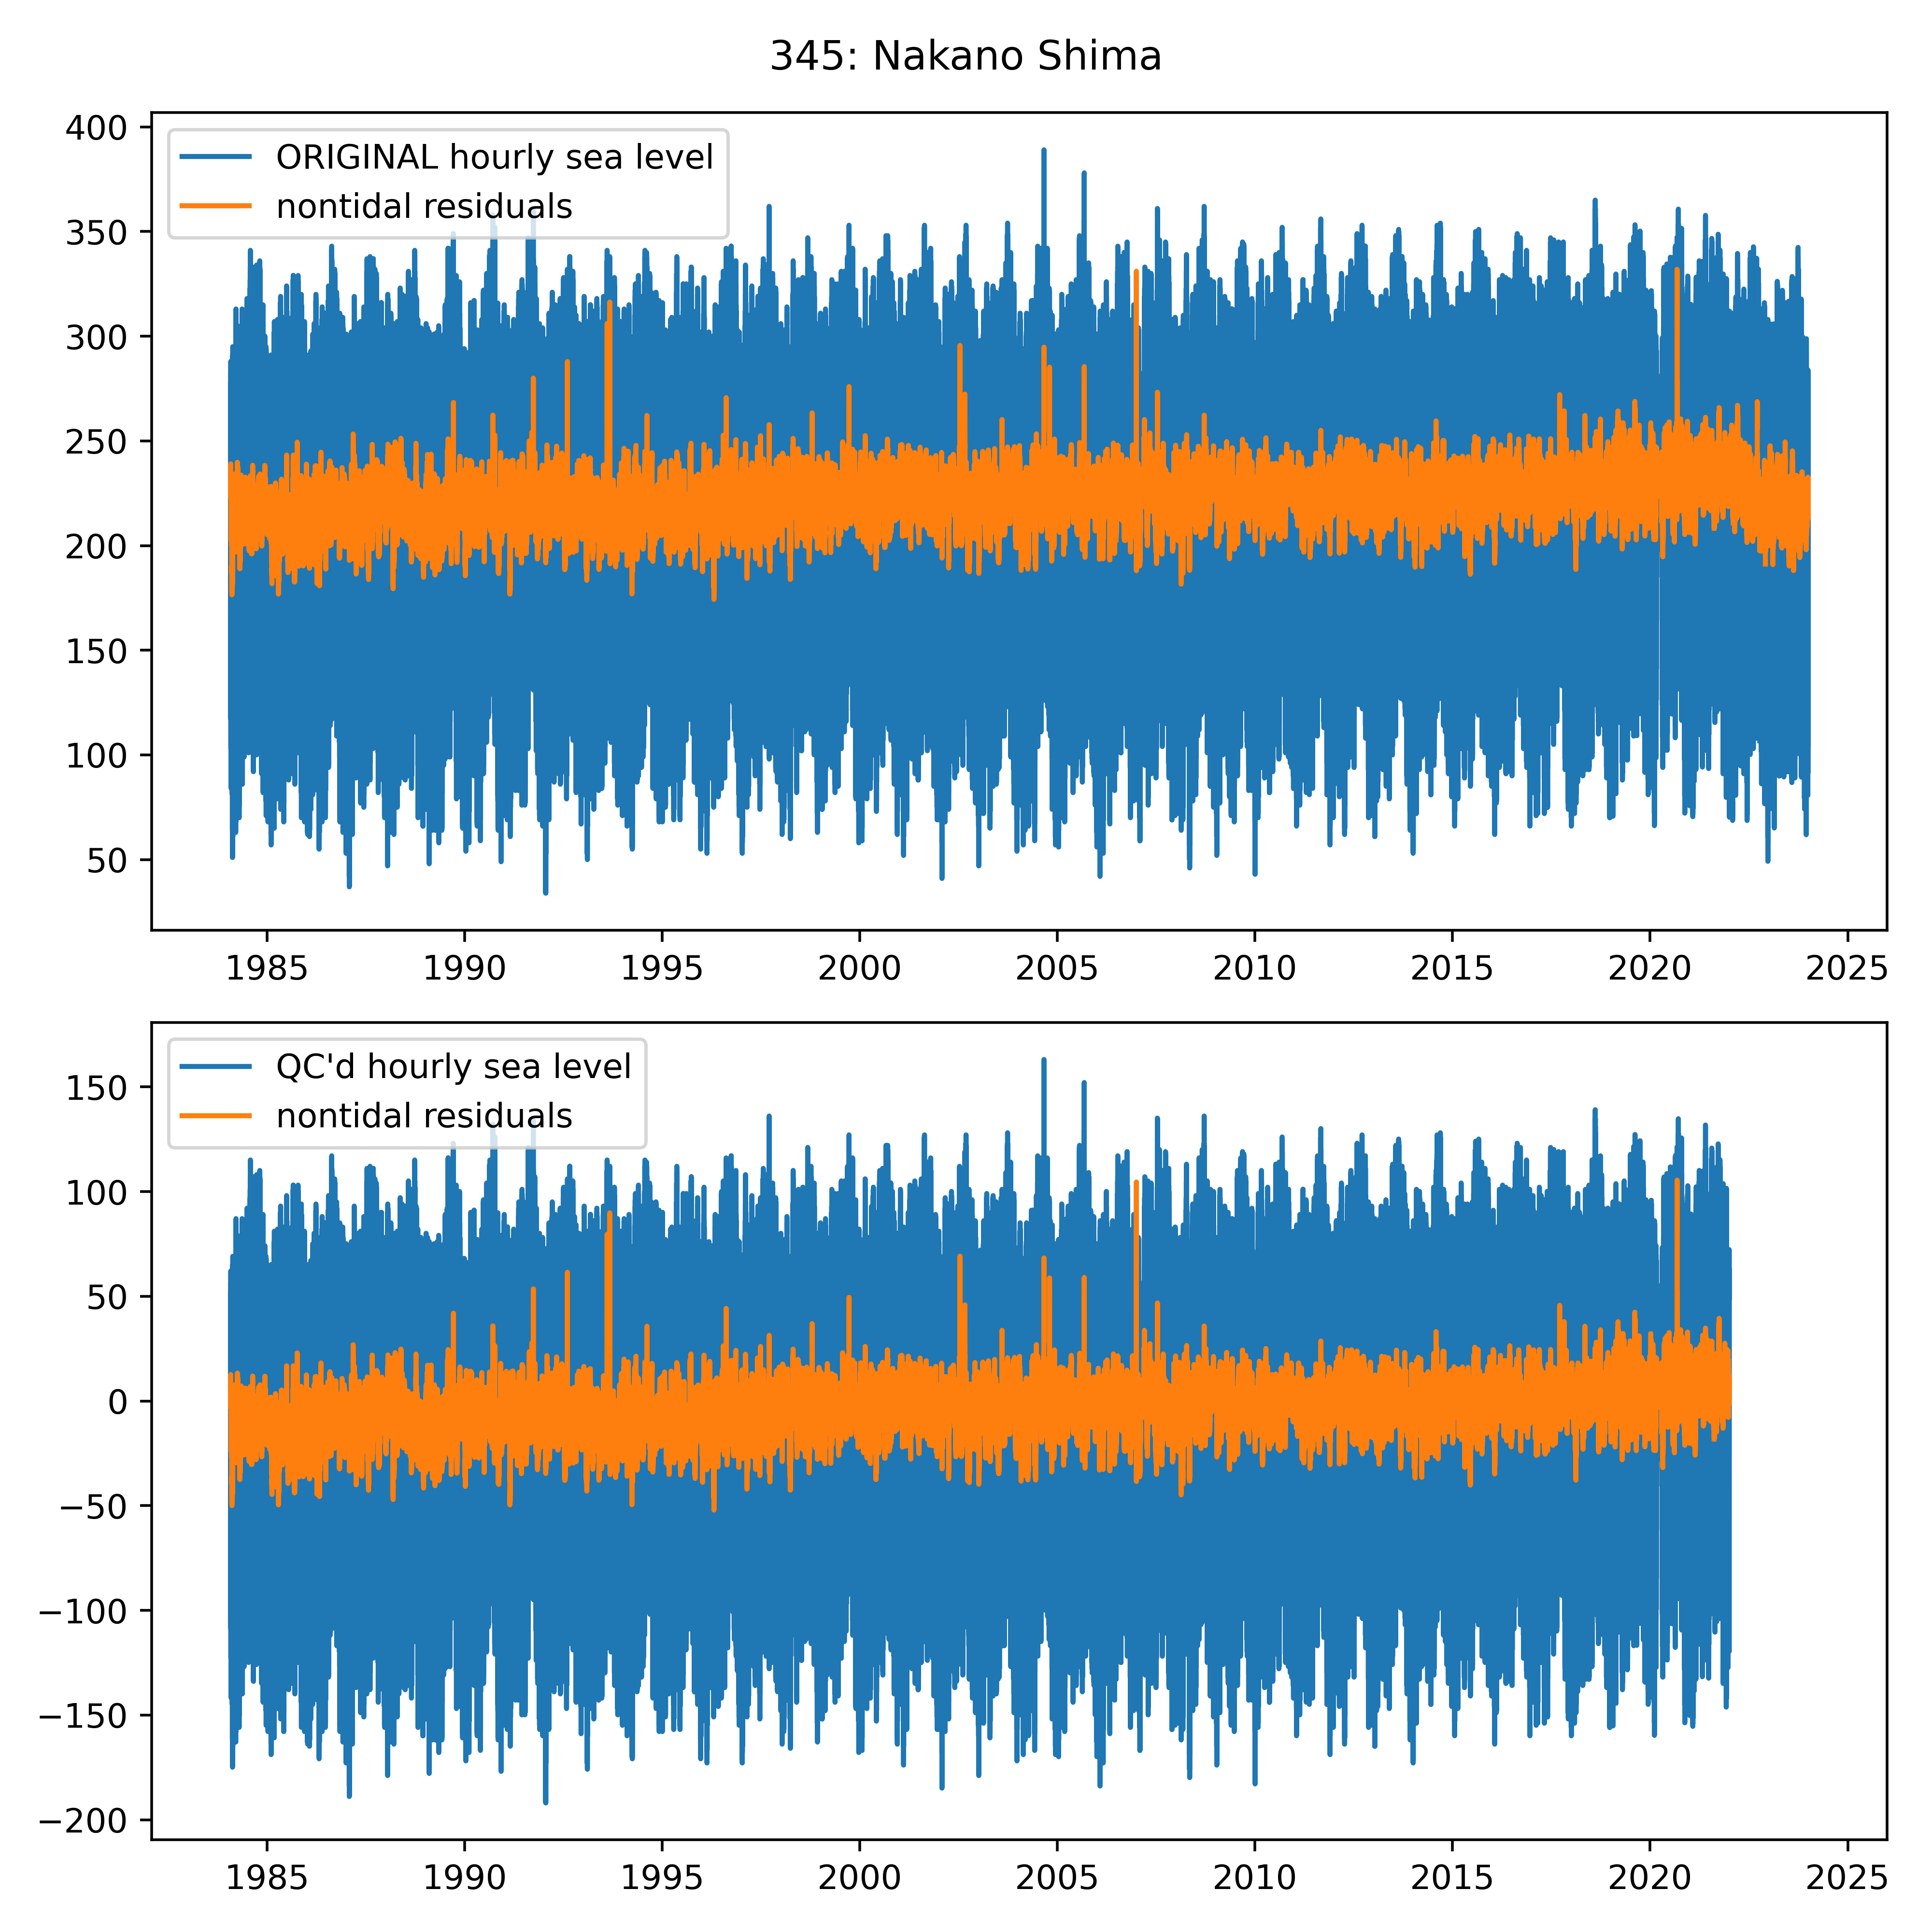 345: Nakano Shima
400
350
300
250
200
150
100
50
ORIGINAL hourly sea level
nontidal residuals
1985 1990 1995 2000 2005 2010 2015 2020 2025
150
100
50
0
−50
−100
−150
−200
QC'd hourly sea level
nontidal residuals
1985 1990 1995 2000 2005 2010 2015 2020 2025